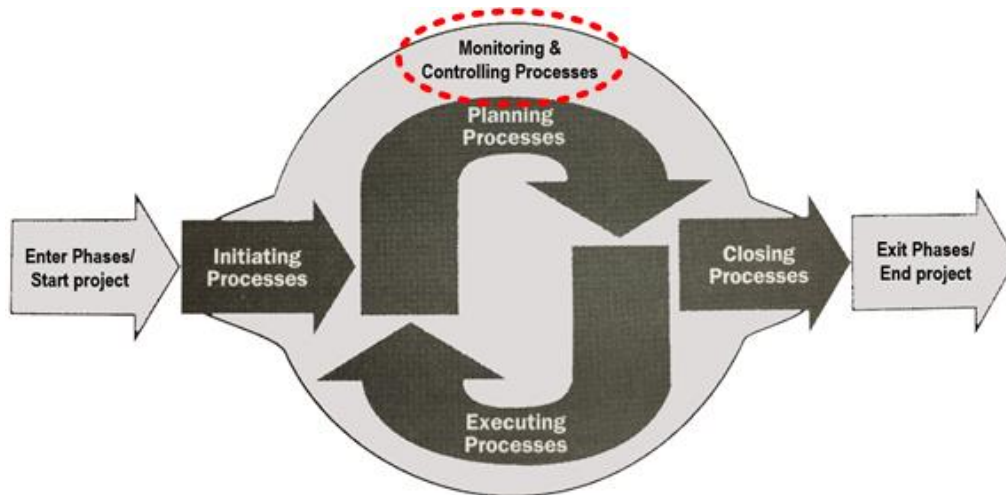 Monitoring &
Controlling Processes
Planning
Processes
Enter Phases/
Start project
Initiating
Processes
Closing
Processes
Exit Phases/
End project
Executing
Processes